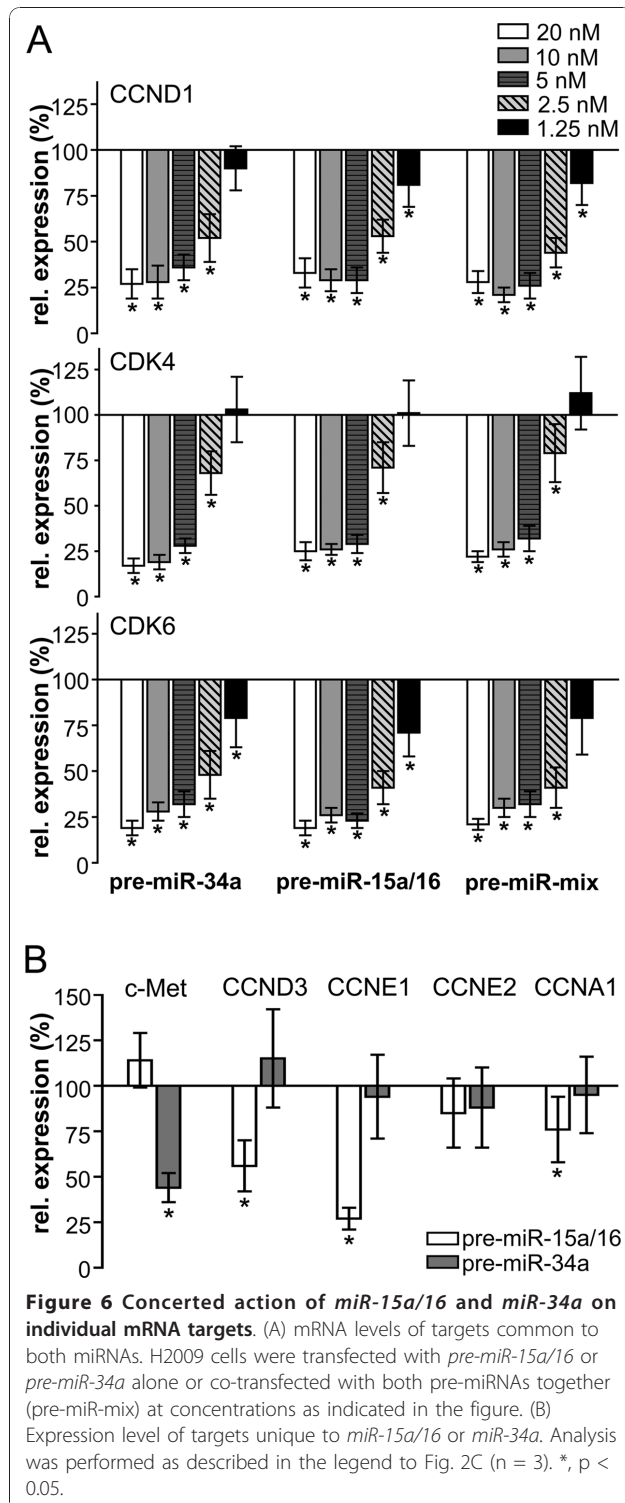 A
20 nM
10 nM
5 nM
2.5 nM
1.25 nM
CCND1
rel. expression (%)
125
100
75
50
25
0
* * * * * * * * * * * * * *
CDK4
rel. expression (%)
125
100
75
50
25
0
* * * * * * * * * * * *
CDK6
rel. expression (%)
125
100
75
50
25
0
* * * * * * * * * * * * * *
pre-miR-34a pre-miR-15a/16 pre-miR-mix
B
c-Met CCND3 CCNE1 CCNE2 CCNA1
rel. expression (%)
150
125
100
75
50
25
0
* * * *
*
pre-miR-15a/16
pre-miR-34a
Figure 6 Concerted action of miR-15a/16 and miR-34a on
individual mRNA targets. (A) mRNA levels of targets common to
both miRNAs. H2009 cells were transfected with pre-miR-15a/16 or
pre-miR-34a alone or co-transfected with both pre-miRNAs together
(pre-miR-mix) at concentrations as indicated in the figure. (B)
Expression level of targets unique to miR-15a/16 or miR-34a. Analysis
was performed as described in the legend to Fig. 2C (n = 3). *, p <
0.05.